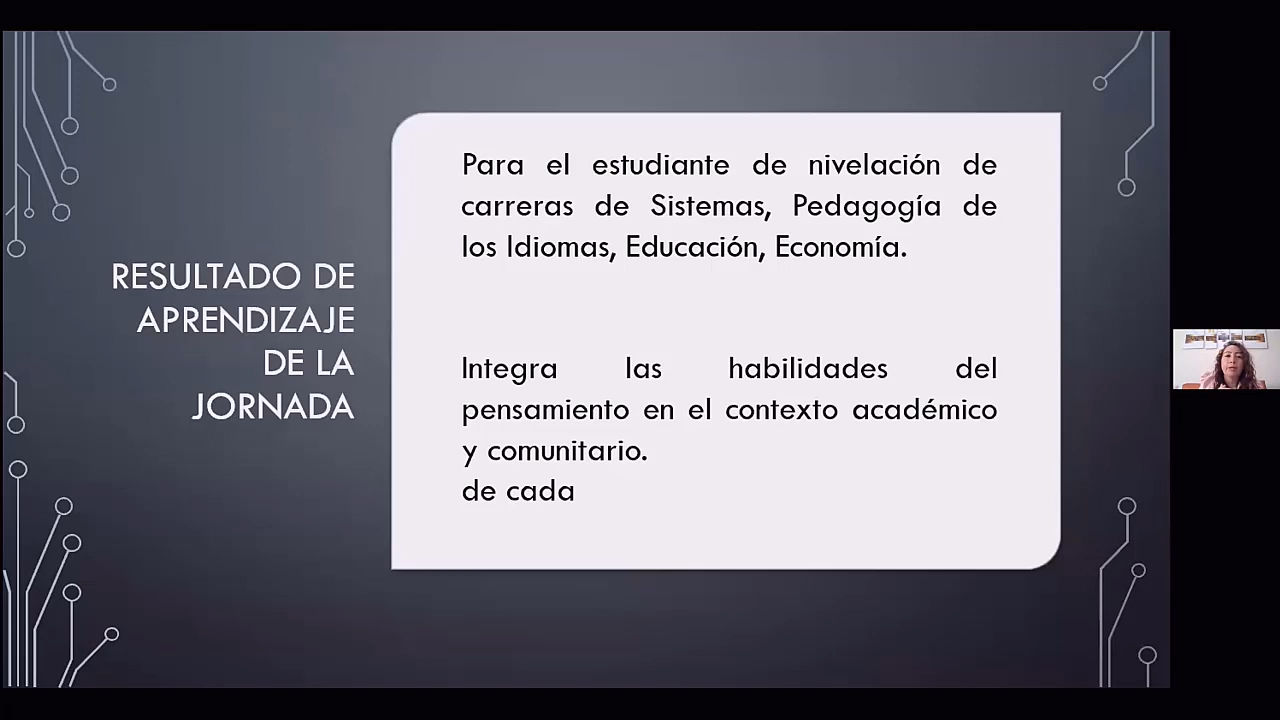 RESULTADO DE
APRENDIZAJE
DE LA
JORNADA
Para el estudiante de nivelación de
carreras de Sistemas, Pedagogía de
los Idiomas, Educación, Economía.
Integra las habilidades del
pensamiento en el contexto académico
y comunitario.
de cada